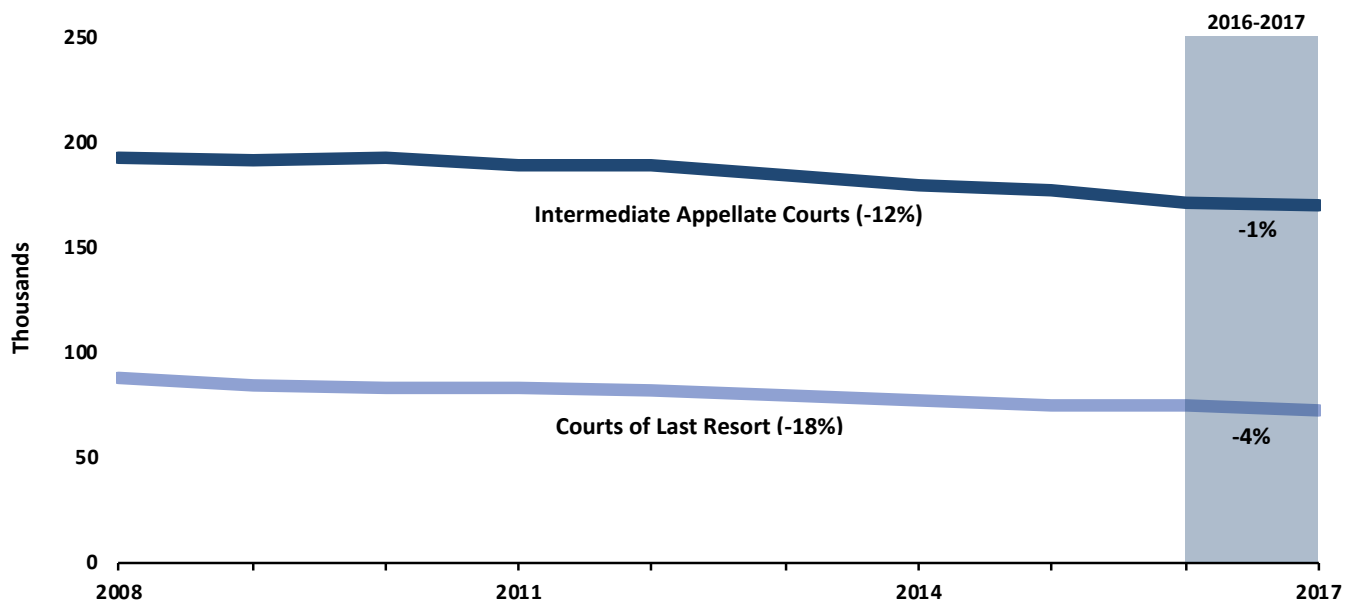 2016-2017
250
200
Intermediate Appellate Courts (-12%)
-1%
150
Thousands
100
Courts of Last Resort (-18%)
-4%
50
0
2008 2011 2014 2017